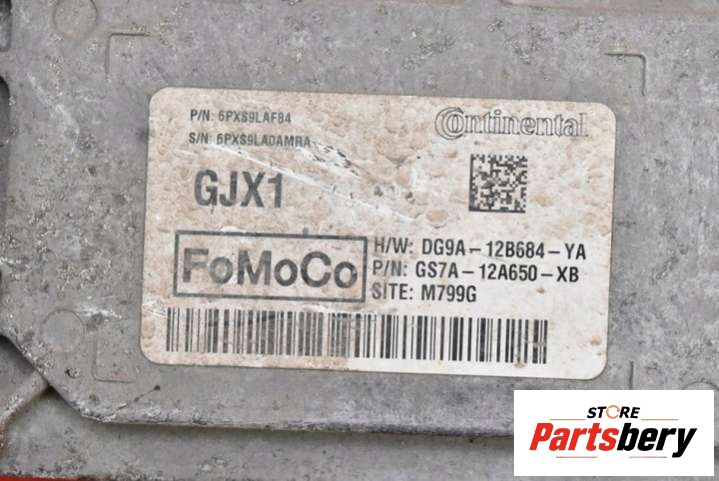 P/N: 6PXS9LAF84
S/N: 6PXS9LADAMRA
Continental
GJX1
FoMoCo
H/W: DG9A-12B684-YA
P/N: GS7A-12A650-XB
SITE: M799G
STORE
Partsbery